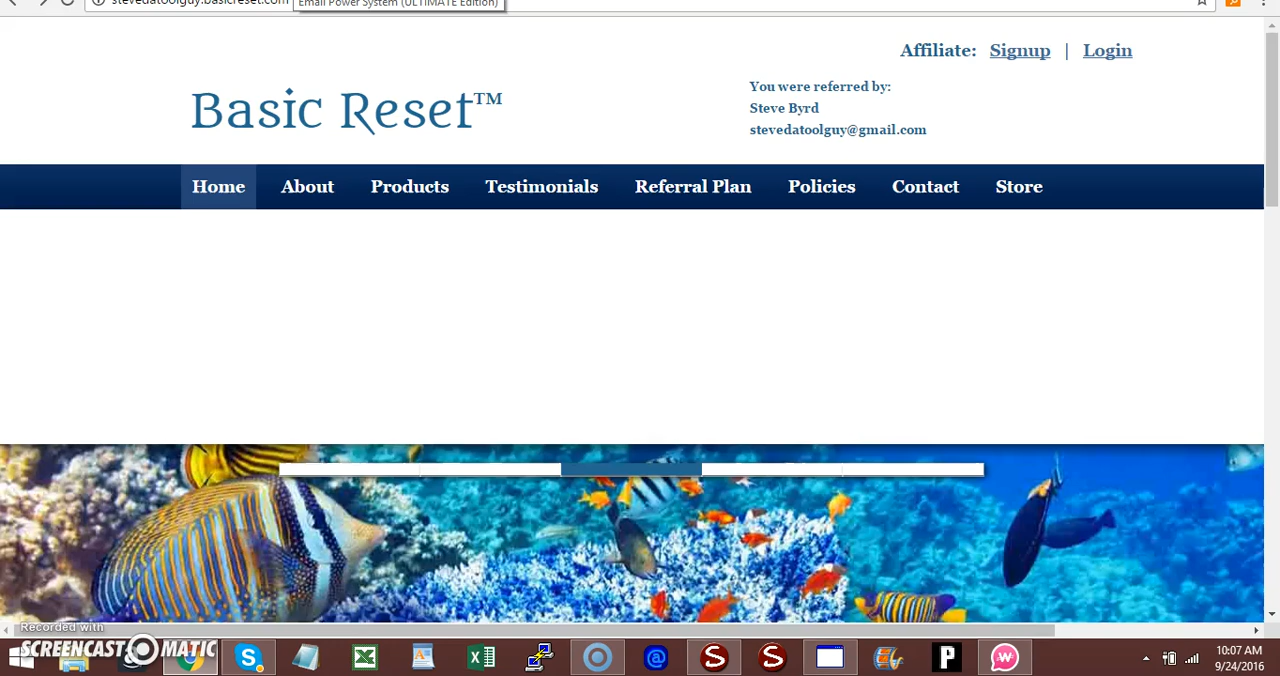 stevedatoolguy.basicreset.com
Email Power System (ULTIMATE Edition)
Affiliate: Signup | Login
Basic Reset™
You were referred by:
Steve Byrd
stevedatoolguy@gmail.com
Home About Products Testimonials Referral Plan Policies Contact Store
Recorded with
SCREENCAST MATIC
10:07 AM
9/24/2016